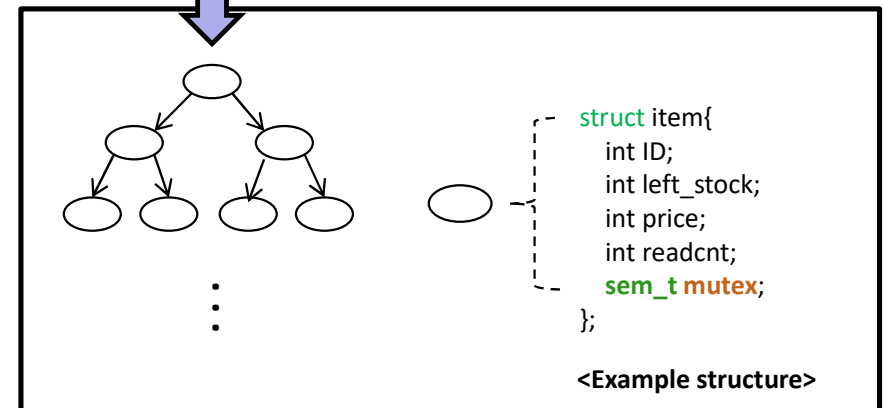 struct item{
int ID;
int left_stock;
int price;
int readcnt;
sem_t mutex;
};
<Example structure>